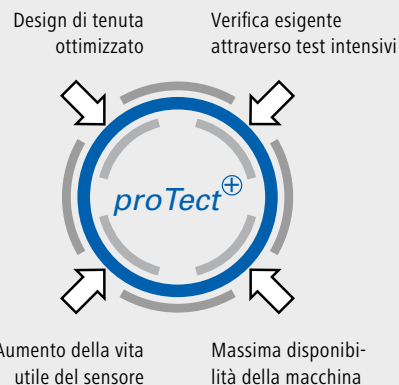 Design di tenuta
ottimizzato
Verifica esigente
attraverso test intensivi
proTect⊕
Aumento della vita
utile del sensore
Massima disponibi-
lità della macchina